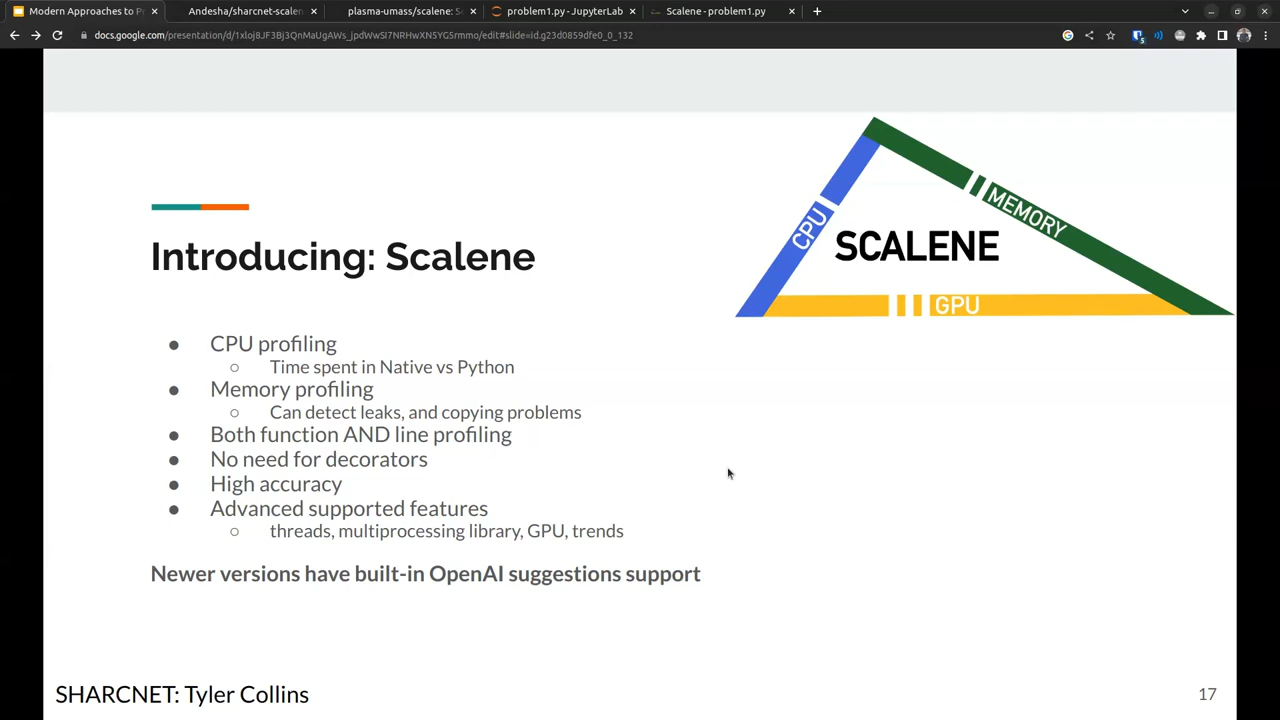 Modern Approaches to P
Andesha/sharcnet-scalen
plasma-umass/scalene: S
problem1.py - JupyterLab
Scalene - problem1.py
docs.google.com/presentation/d/1xloj8JF3Bj3QnMaUgAWs_jpdWwSI7NRHwXN5YG5rmmo/edit#slide=id.g23d0859dfe0_0_132
CPU
MEMORY
SCALENE
GPU
Introducing: Scalene
● CPU profiling
○ Time spent in Native vs Python
● Memory profiling
○ Can detect leaks, and copying problems
● Both function AND line profiling
● No need for decorators
● High accuracy
● Advanced supported features
○ threads, multiprocessing library, GPU, trends
Newer versions have built-in OpenAI suggestions support
SHARCNET: Tyler Collins
17